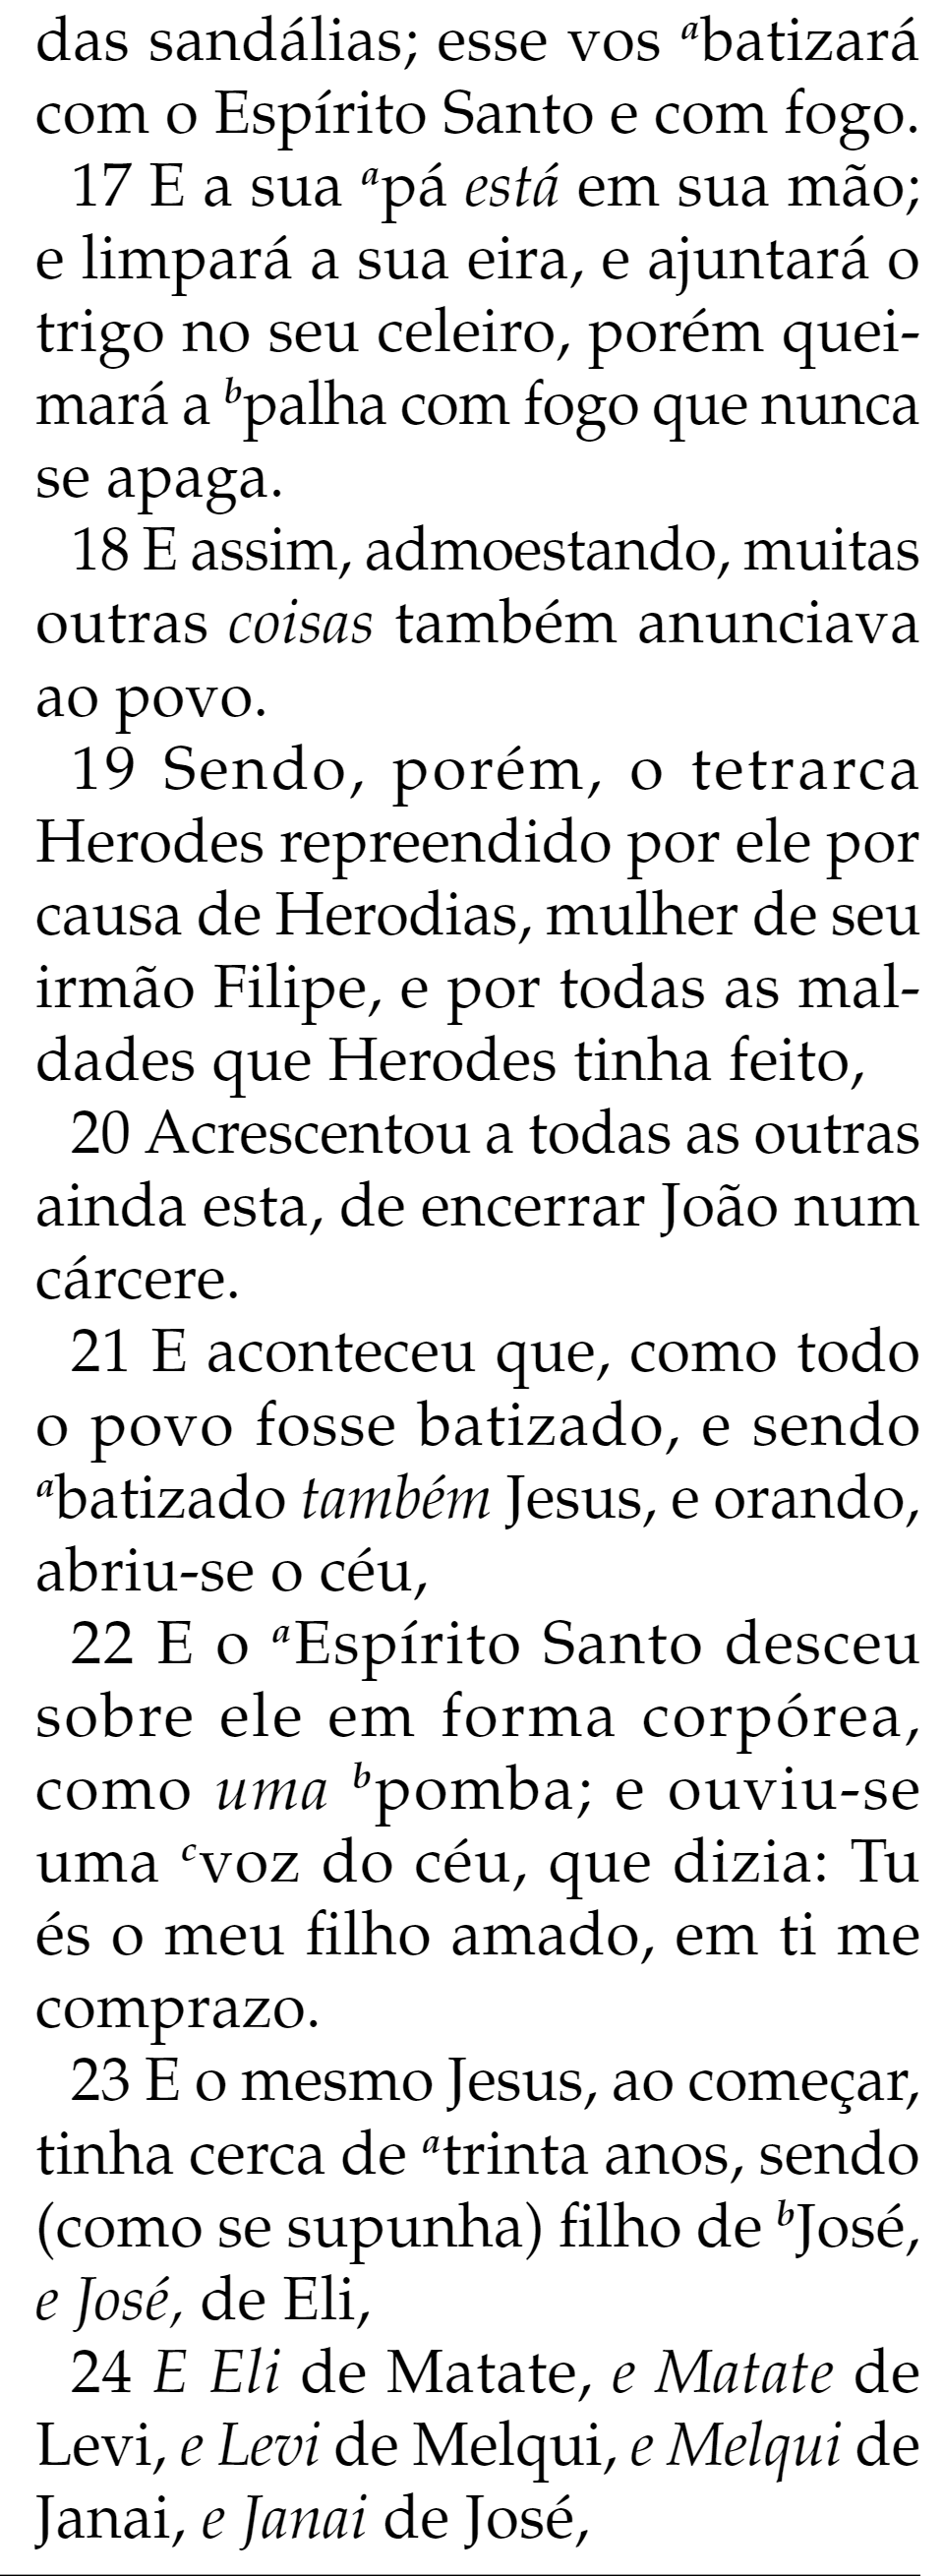 das sandálias; esse vos ᵃbatizará
com o Espírito Santo e com fogo.
17 E a sua ᵃpá está em sua mão;
e limpará a sua eira, e ajuntará o
trigo no seu celeiro, porém quei-
mará a ᵇpalha com fogo que nunca
se apaga.
18 E assim, admoestando, muitas
outras coisas também anunciava
ao povo.
19 Sendo, porém, o tetrarca
Herodes repreendido por ele por
causa de Herodias, mulher de seu
irmão Filipe, e por todas as mal-
dades que Herodes tinha feito,
20 Acrescentou a todas as outras
ainda esta, de encerrar João num
cárcere.
21 E aconteceu que, como todo
o povo fosse batizado, e sendo
ᵃbatizado também Jesus, e orando,
abriu-se o céu,
22 E o ᵃEspírito Santo desceu
sobre ele em forma corpórea,
como uma ᵇpomba; e ouviu-se
uma ᶜvoz do céu, que dizia: Tu
és o meu filho amado, em ti me
comprazo.
23 E o mesmo Jesus, ao começar,
tinha cerca de ᵃtrinta anos, sendo
(como se supunha) filho de ᵇJosé,
e José, de Eli,
24 E Eli de Matate, e Matate de
Levi, e Levi de Melqui, e Melqui de
Janai, e Janai de José,